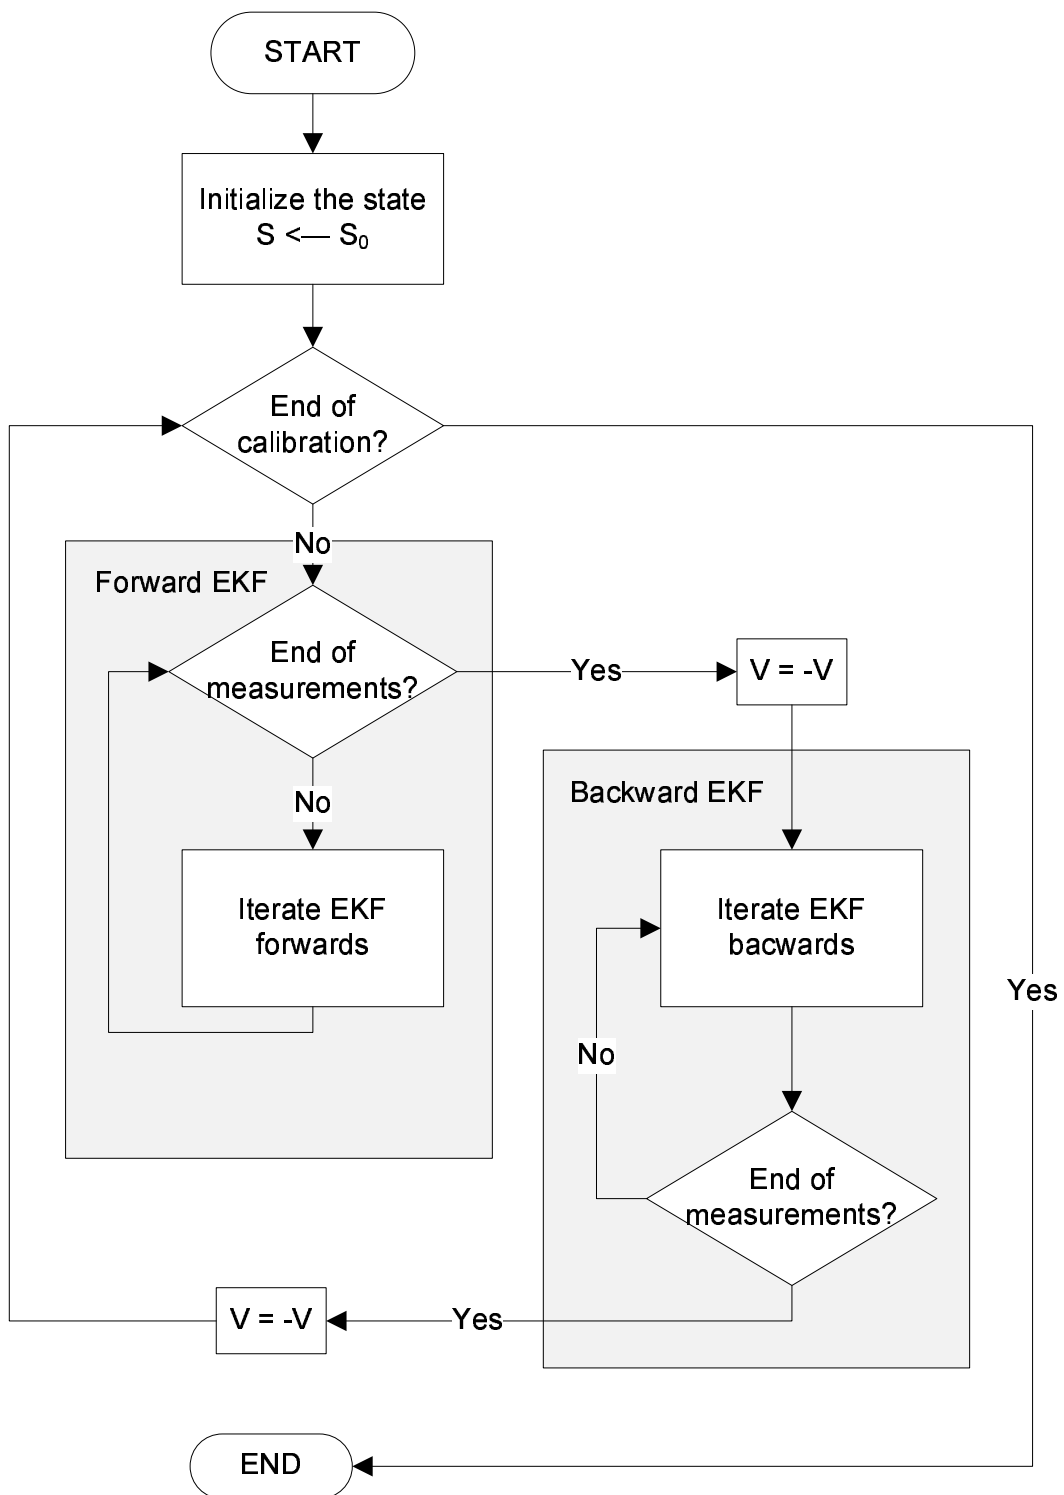 START
Initialize the state
S <— S₀
End of
calibration?
No
Forward EKF
End of
measurements?
Yes
V = -V
No
Backward EKF
Iterate EKF
forwards
Iterate EKF
bacwards
Yes
No
End of
measurements?
V = -V
Yes
END